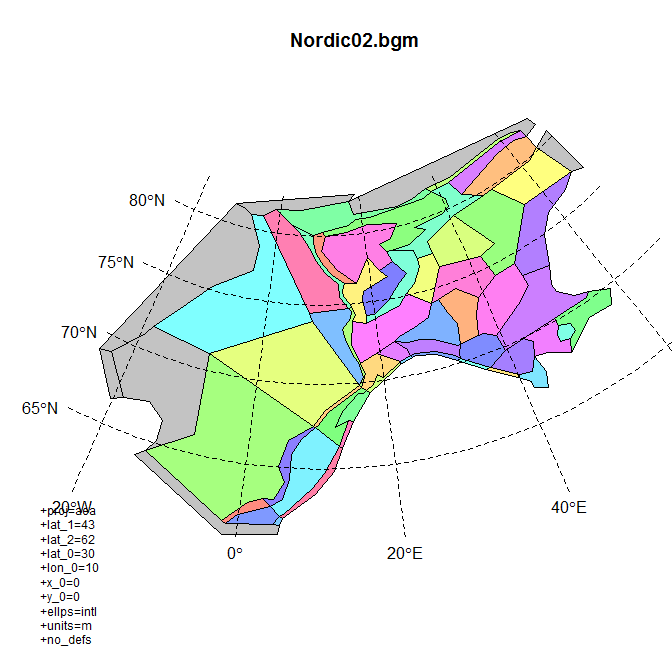 Nordic02.bgm
80°N
75°N
70°N
65°N
20°W
0°
20°E
40°E
+proj=aea
+lat_1=43
+lat_2=62
+lat_0=30
+lon_0=10
+x_0=0
+y_0=0
+ellps=intl
+units=m
+no_defs